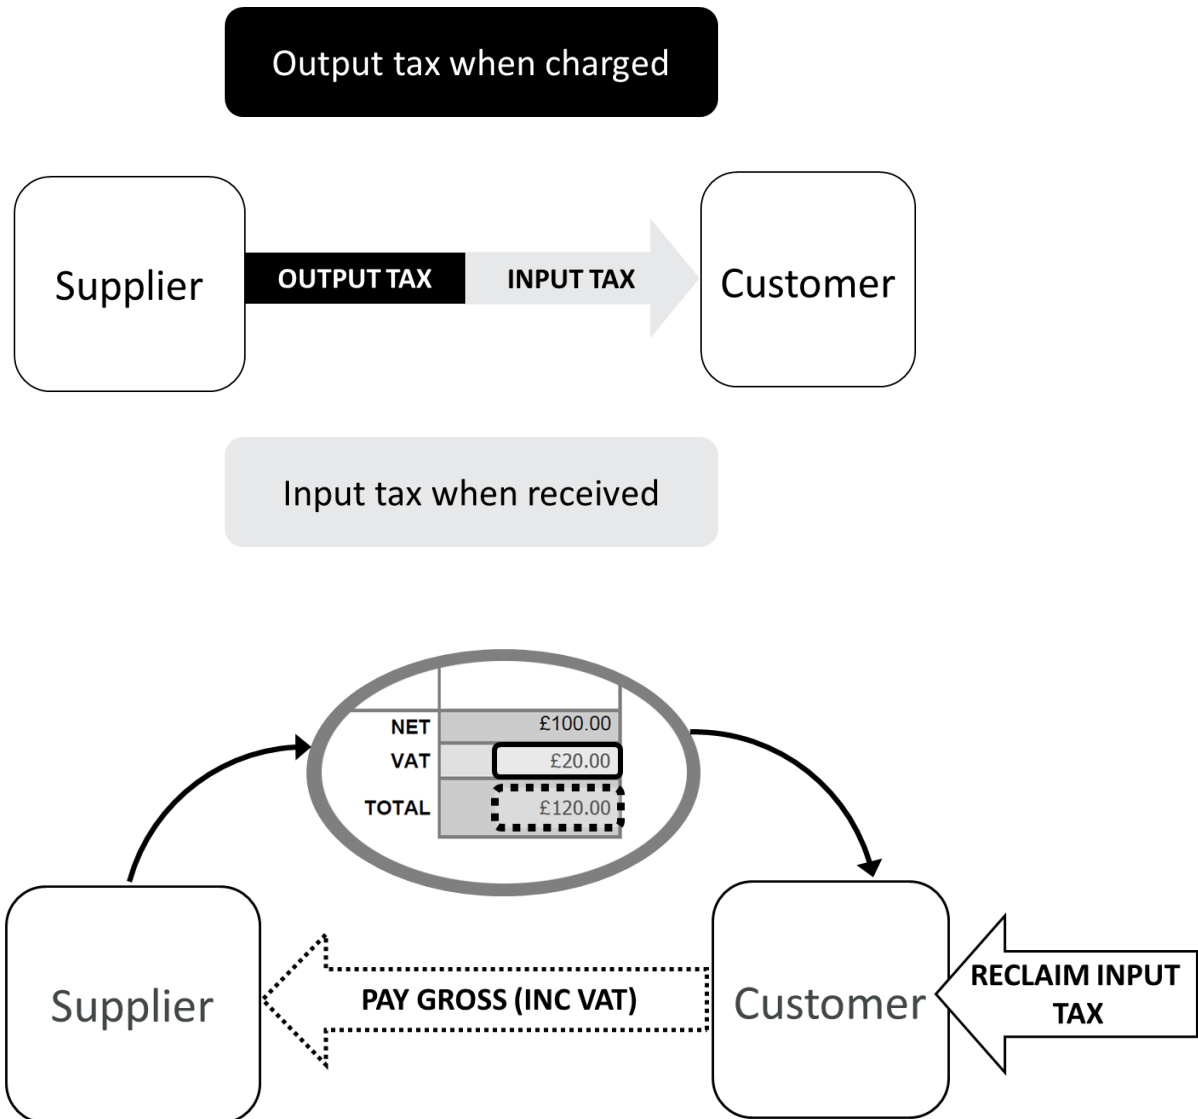 Output tax when charged
Supplier
OUTPUT TAX
INPUT TAX
Customer
Input tax when received
NET £100.00
VAT £20.00
TOTAL £120.00
Supplier
PAY GROSS (INC VAT)
Customer
RECLAIM INPUT
TAX